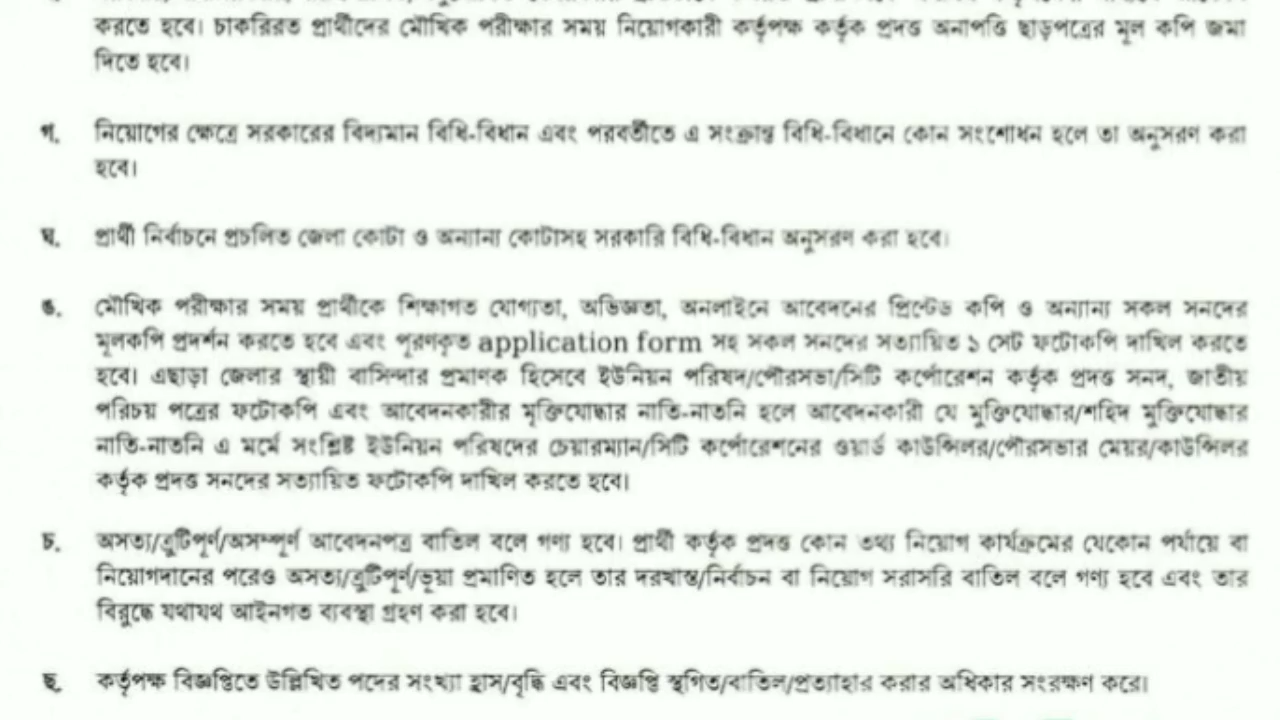 করতে হবে। চাকরিরত প্রার্থীদের মৌখিক পরীক্ষার সময় নিয়োগকারী কর্তৃপক্ষ কর্তৃক প্রদত্ত অনাপত্তি ছাড়পত্রের মূল কপি জমা
দিতে হবে।
গ. নিয়োগের ক্ষেত্রে সরকারের বিদ্যমান বিধি-বিধান এবং পরবর্তীতে এ সংক্রান্ত বিধি-বিধানে কোন সংশোধন হলে তা অনুসরণ করা
হবে।
ঘ. প্রার্থী নির্বাচনে প্রচলিত জেলা কোটা ও অন্যান্য কোটাসহ সরকারি বিধি-বিধান অনুসরণ করা হবে।
ঙ. মৌখিক পরীক্ষার সময় প্রার্থীকে শিক্ষাগত যোগ্যতা, অভিজ্ঞতা, অনলাইনে আবেদনের প্রিন্টেড কপি ও অন্যান্য সকল সনদের
মূলকপি প্রদর্শন করতে হবে এবং পূরণকৃত application form সহ সকল সনদের সত্যায়িত ১ সেট ফটোকপি দাখিল করতে
হবে। এছাড়া জেলার স্থায়ী বাসিন্দার প্রমাণক হিসেবে ইউনিয়ন পরিষদ/পৌরসভা/সিটি কর্পোরেশন কর্তৃক প্রদত্ত সনদ, জাতীয়
পরিচয় পত্রের ফটোকপি এবং আবেদনকারীর মুক্তিযোদ্ধার নাতি-নাতনি হলে আবেদনকারী যে মুক্তিযোদ্ধার/শহিদ মুক্তিযোদ্ধার
নাতি-নাতনি এ মর্মে সংশ্লিষ্ট ইউনিয়ন পরিষদের চেয়ারম্যান/সিটি কর্পোরেশনের ওয়ার্ড কাউন্সিলর/পৌরসভার মেয়র/কাউন্সিলর
কর্তৃক প্রদত্ত সনদের সত্যায়িত ফটোকপি দাখিল করতে হবে।
চ. অসত্য/ত্রুটিপূর্ণ/অসম্পূর্ণ আবেদনপত্র বাতিল বলে গণ্য হবে। প্রার্থী কর্তৃক প্রদত্ত কোন তথ্য নিয়োগ কার্যক্রমের যেকোন পর্যায়ে বা
নিয়োগদানের পরেও অসত্য/ত্রুটিপূর্ণ/ভূয়া প্রমাণিত হলে তার দরখাস্ত/নির্বাচন বা নিয়োগ সরাসরি বাতিল বলে গণ্য হবে এবং তার
বিরুদ্ধে যথাযথ আইনগত ব্যবস্থা গ্রহণ করা হবে।
ছ. কর্তৃপক্ষ বিজ্ঞপ্তিতে উল্লিখিত পদের সংখ্যা হ্রাস/বৃদ্ধি এবং বিজ্ঞপ্তি স্থগিত/বাতিল/প্রত্যাহার করার অধিকার সংরক্ষণ করে।